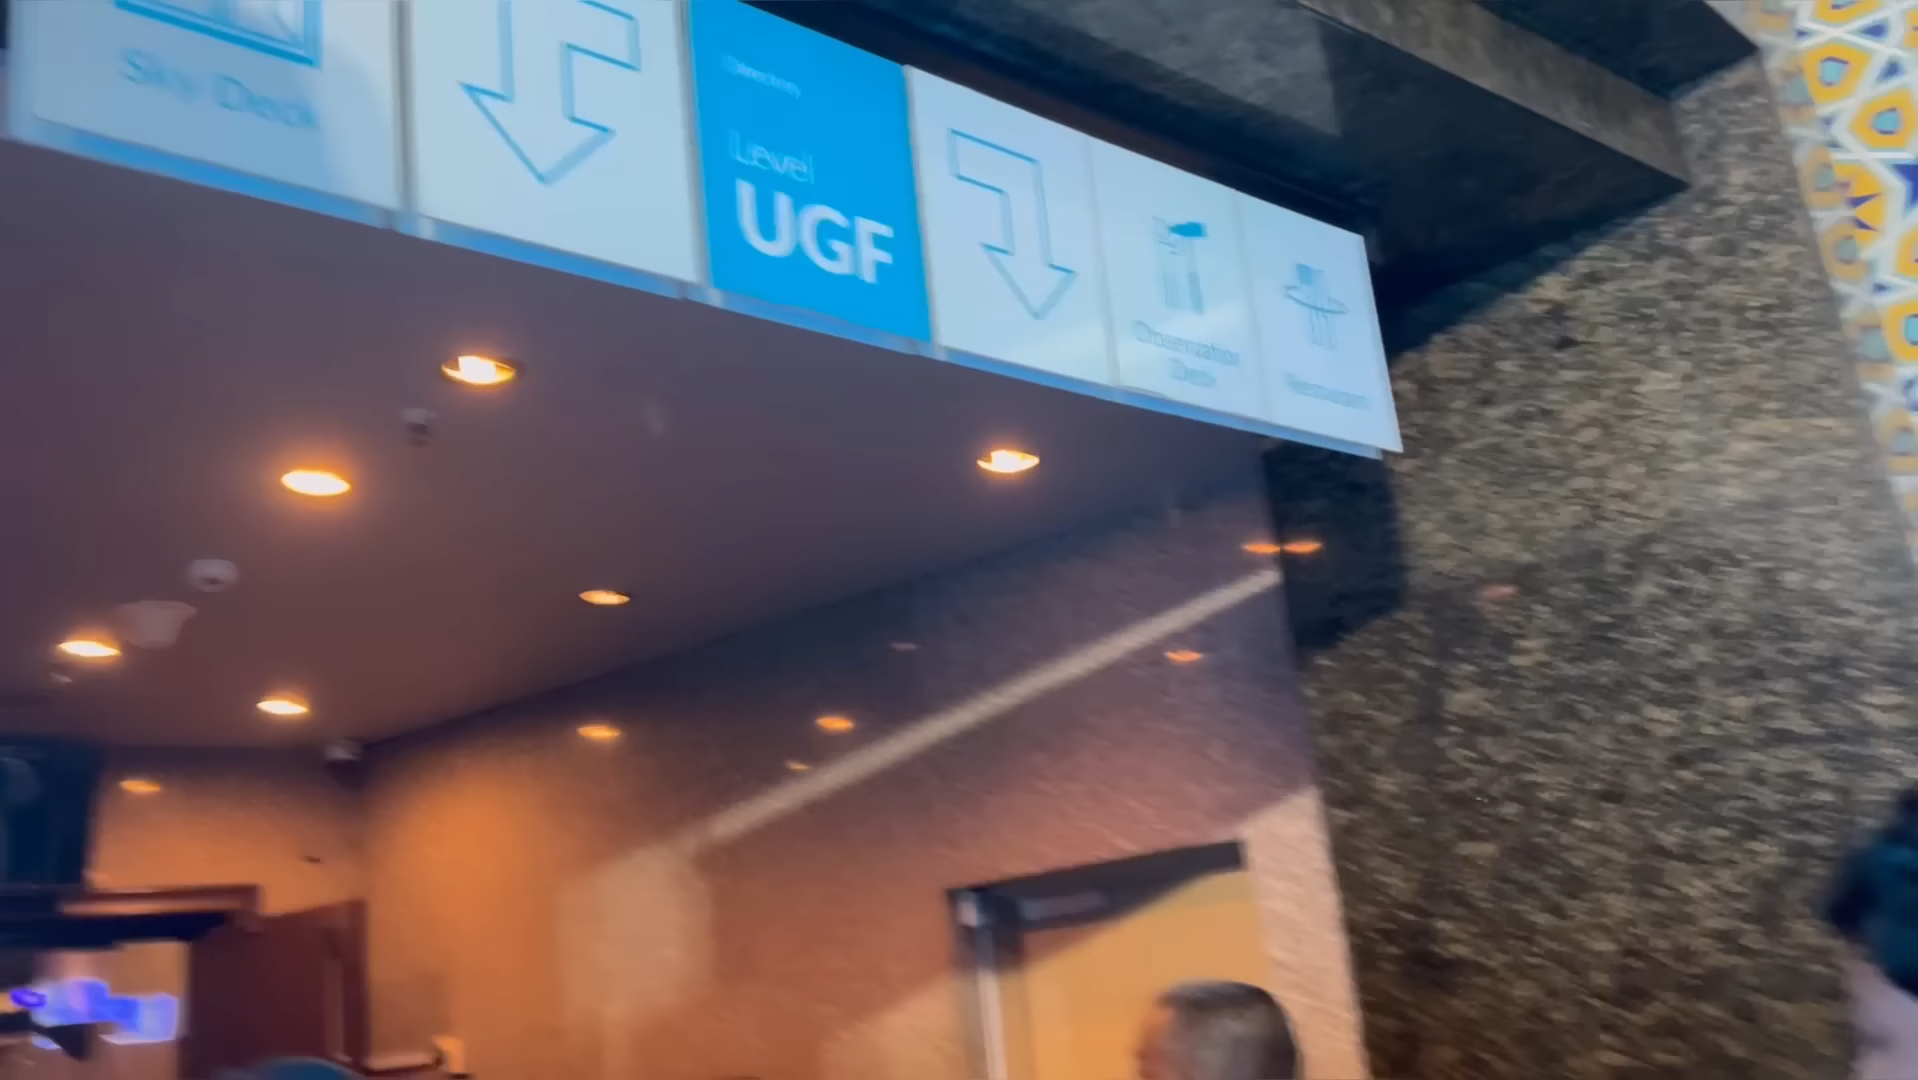 Sky Deck
Directory
Level
UGF
Observation
Deck